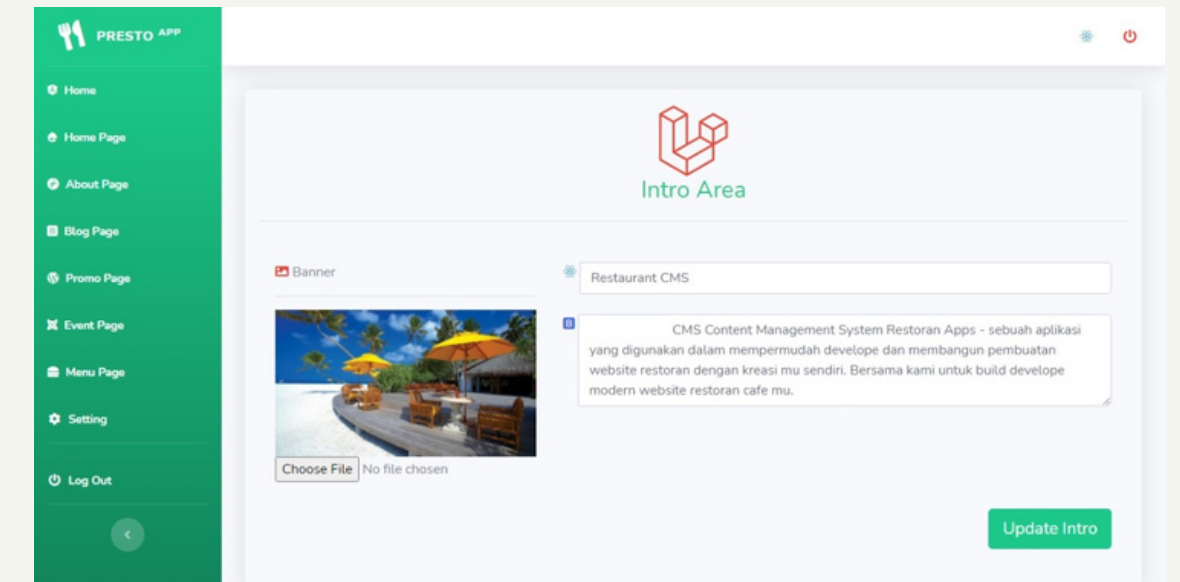 PRESTO APP
Home
Home Page
About Page
Blog Page
Promo Page
Event Page
Menu Page
Setting
Log Out
Intro Area
Banner
Choose File No file chosen
Restaurant CMS
CMS Content Management System Restoran Apps - sebuah aplikasi
yang digunakan dalam mempermudah develope dan membangun pembuatan
website restoran dengan kreasi mu sendiri. Bersama kami untuk build develope
modern website restoran cafe mu.
Update Intro